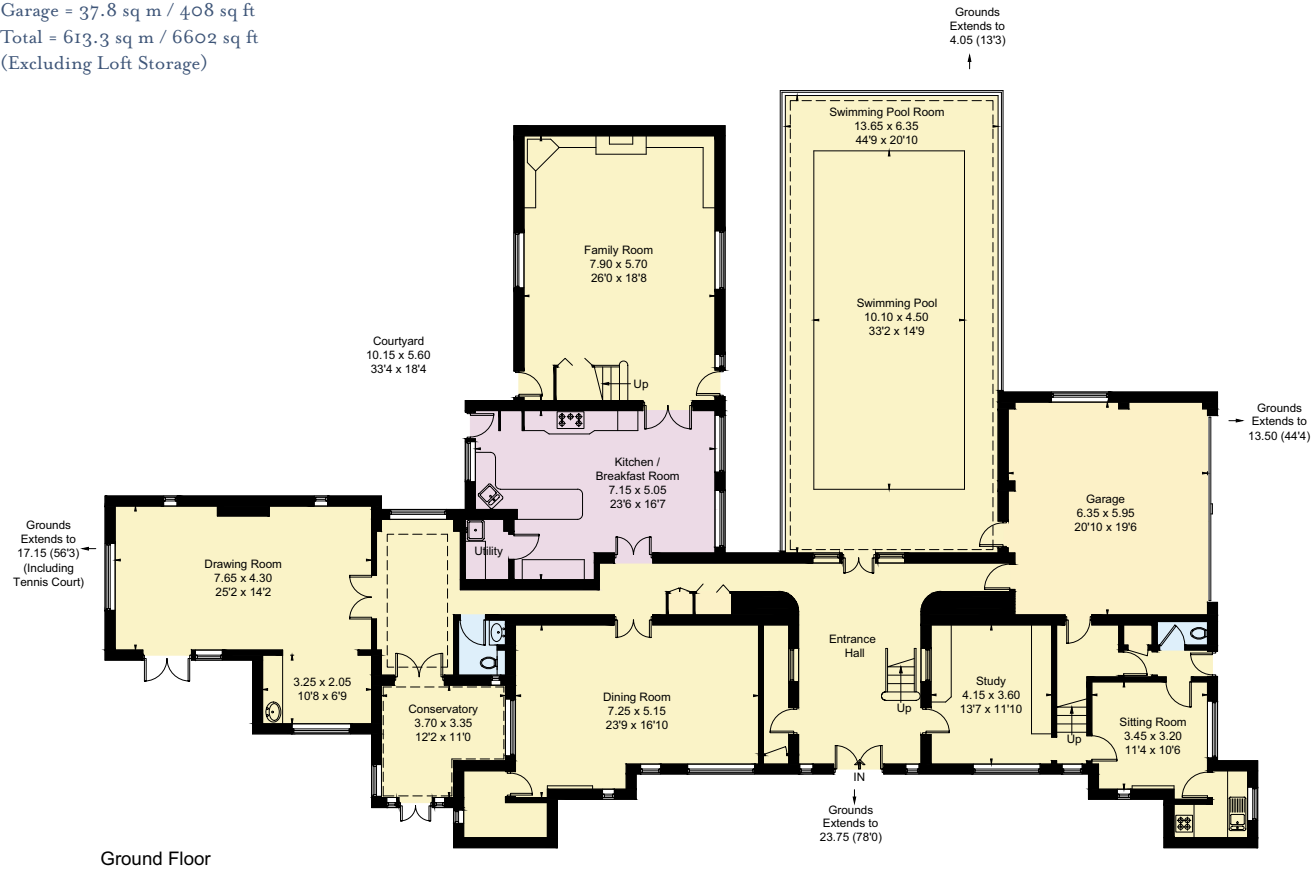 Garage = 37.8 sq m / 408 sq ft
Total = 613.3 sq m / 6602 sq ft
(Excluding Loft Storage)
Grounds
Extends to
4.05 (13'3)
Swimming Pool Room
13.65 x 6.35
44'9 x 20'10
Family Room
7.90 x 5.70
26'0 x 18'8
Swimming Pool
10.10 x 4.50
33'2 x 14'9
Courtyard
10.15 x 5.60
33'4 x 18'4
Up
Grounds
Extends to
13.50 (44'4)
Kitchen /
Breakfast Room
7.15 x 5.05
23'6 x 16'7
Garage
6.35 x 5.95
20'10 x 19'6
Grounds
Extends to
17.15 (56'3)
(Including
Tennis Court)
Utility
Drawing Room
7.65 x 4.30
25'2 x 14'2
Entrance
Hall
3.25 x 2.05
10'8 x 6'9
Conservatory
3.70 x 3.35
12'2 x 11'0
Dining Room
7.25 x 5.15
23'9 x 16'10
Up
Study
4.15 x 3.60
13'7 x 11'10
Up
Sitting Room
3.45 x 3.20
11'4 x 10'6
IN
Grounds
Extends to
23.75 (78'0)
Ground Floor